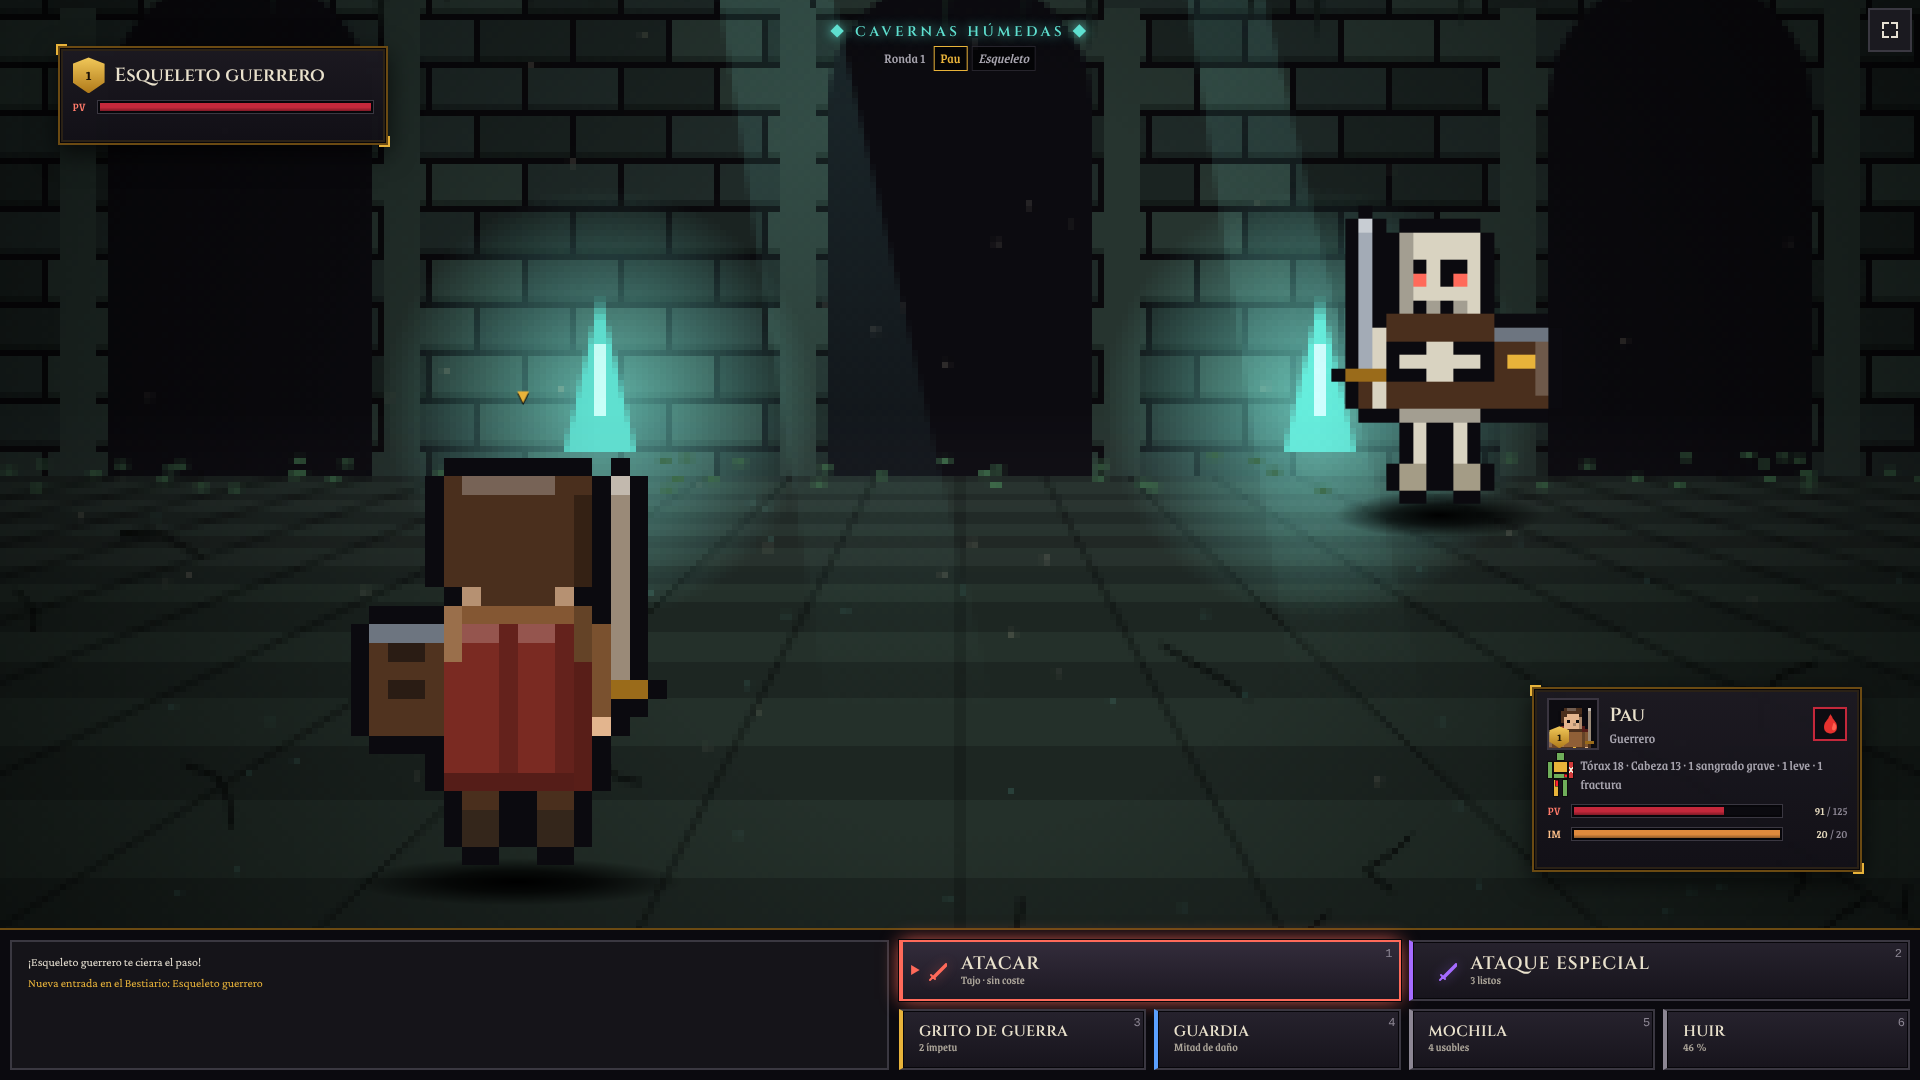 CAVERNAS HÚMEDAS
Ronda 1 Pau Esqueleto
1 ESQUELETO GUERRERO
PV
PAU
Guerrero
1
Tórax 18 · Cabeza 13 · 1 sangrado grave · 1 leve · 1
fractura
PV 91 / 125
IM 20 / 20
¡Esqueleto guerrero te cierra el paso!
Nueva entrada en el Bestiario: Esqueleto guerrero
ATACAR 1
Tajo · sin coste
ATAQUE ESPECIAL 2
3 listos
GRITO DE GUERRA 3
2 ímpetu
GUARDIA 4
Mitad de daño
MOCHILA 5
4 usables
HUIR 6
46 %